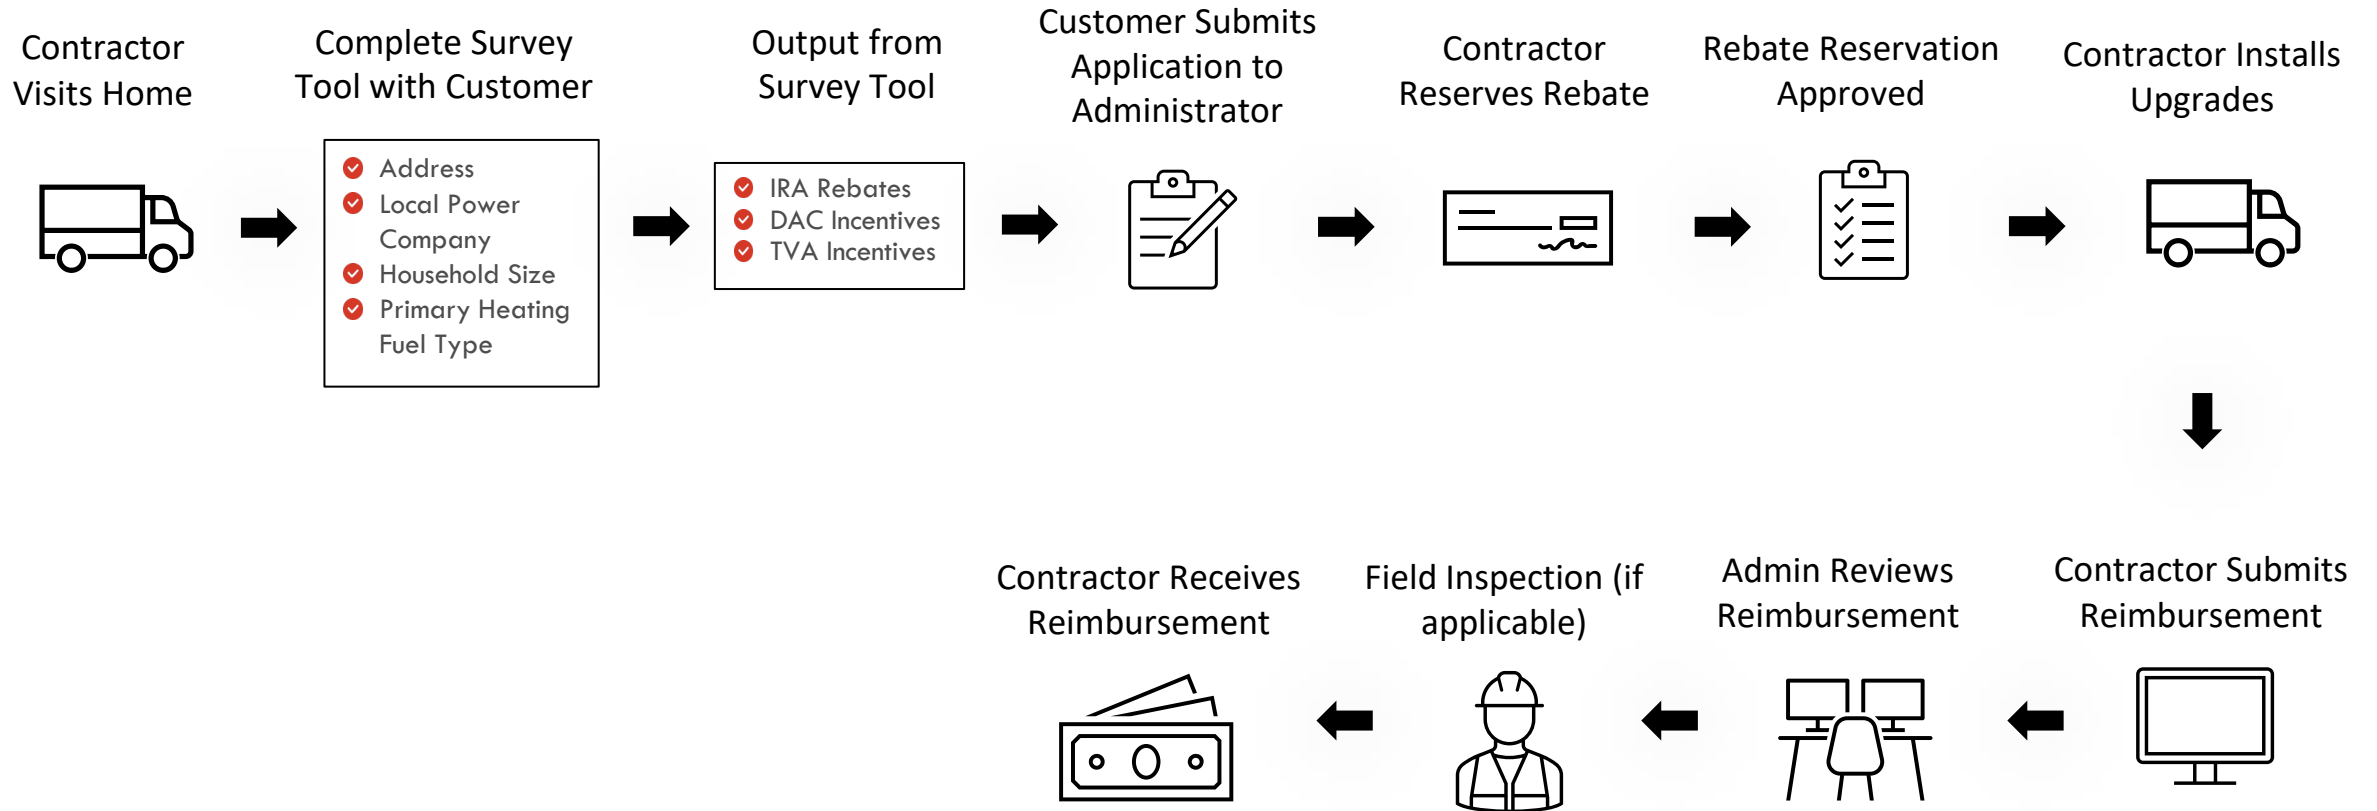 Contractor
Visits Home
Complete Survey
Tool with Customer
Address
Local Power
Company
Household Size
Primary Heating
Fuel Type
Output from
Survey Tool
IRA Rebates
DAC Incentives
TVA Incentives
Customer Submits
Application to
Administrator
Contractor
Reserves Rebate
Rebate Reservation
Approved
Contractor Installs
Upgrades
Contractor Submits
Reimbursement
Admin Reviews
Reimbursement
Field Inspection (if
applicable)
Contractor Receives
Reimbursement